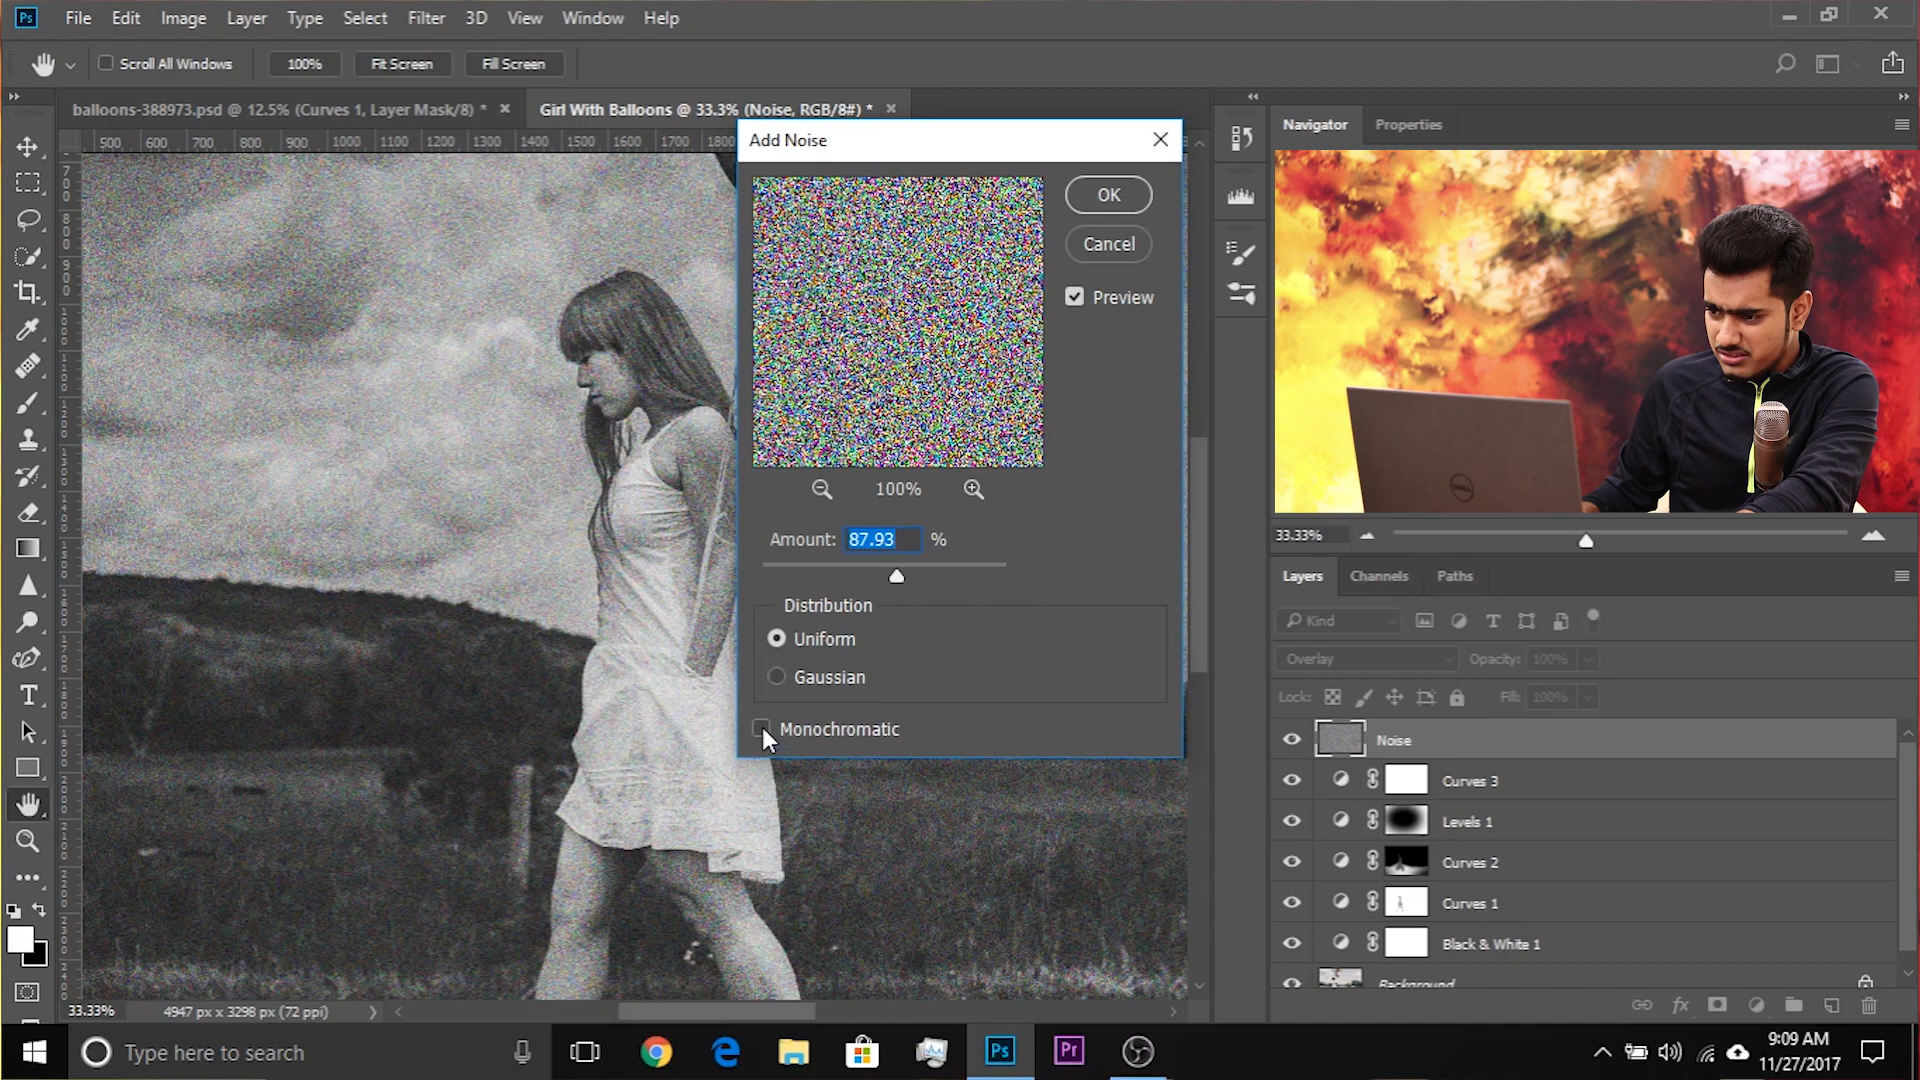 Ps File Edit Image Layer Type Select Filter 3D View Window Help
Scroll All Windows 100% Fit Screen Fill Screen
balloons-388973.psd @ 12.5% (Curves 1, Layer Mask/8) *
Girl With Balloons @ 33.3% (Noise, RGB/8#) *
500 600 700 800 900 1000 1100 1200 1300 1400 1500 1600 1700 1800
Add Noise
OK
Cancel
Preview
100%
Amount: 87.93 %
Distribution
Uniform
Gaussian
Monochromatic
Navigator Properties
DELL
33.33%
Layers Channels Paths
Kind
Overlay Opacity: 100%
Lock: Fill: 100%
Noise
Curves 3
Levels 1
Curves 2
Curves 1
Black & White 1
Background
fx
33.33% 4947 px x 3298 px (72 ppi)
Type here to search
Ps Pr
9:09 AM
11/27/2017